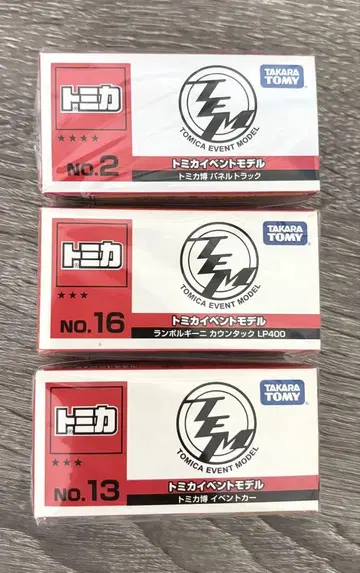 トミカ
★★★★
NO.2
TEM
TOMICA EVENT MODEL
TAKARA TOMY
トミカイベントモデル
トミカ博 パネルトラック
トミカ
★★★
NO.16
TEM
TOMICA EVENT MODEL
TAKARA TOMY
トミカイベントモデル
ランボルギーニ カウンタック LP400
トミカ
★★★
NO.13
TEM
TOMICA EVENT MODEL
TAKARA TOMY
トミカイベントモデル
トミカ博 イベントカー